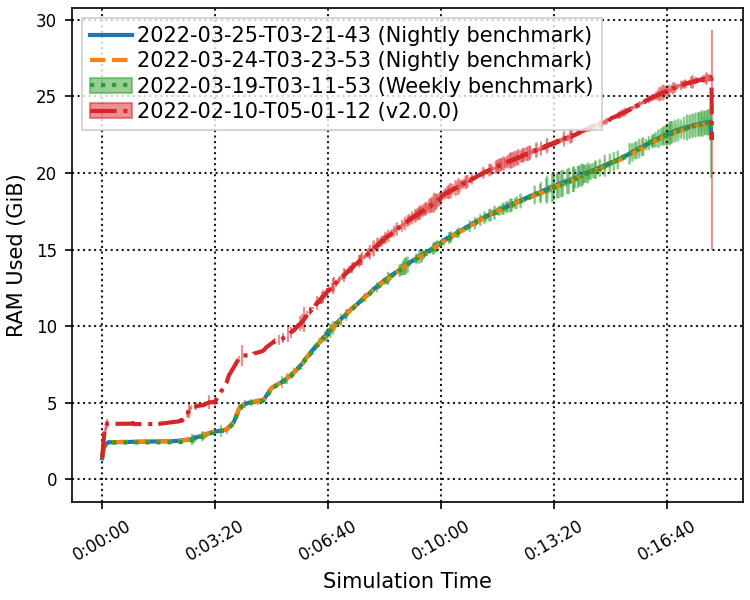 2022-03-25-T03-21-43 (Nightly benchmark)
2022-03-24-T03-23-53 (Nightly benchmark)
2022-03-19-T03-11-53 (Weekly benchmark)
2022-02-10-T05-01-12 (v2.0.0)
RAM Used (GiB)
30
25
20
15
10
5
0
0:00:00
0:03:20
0:06:40
0:10:00
0:13:20
0:16:40
Simulation Time